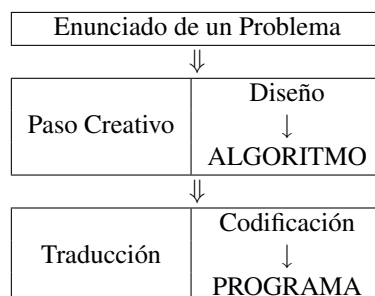 Enunciado de un Problema
⇓
Paso Creativo
Diseño
↓
ALGORITMO
⇓
Traducción
Codificación
↓
PROGRAMA